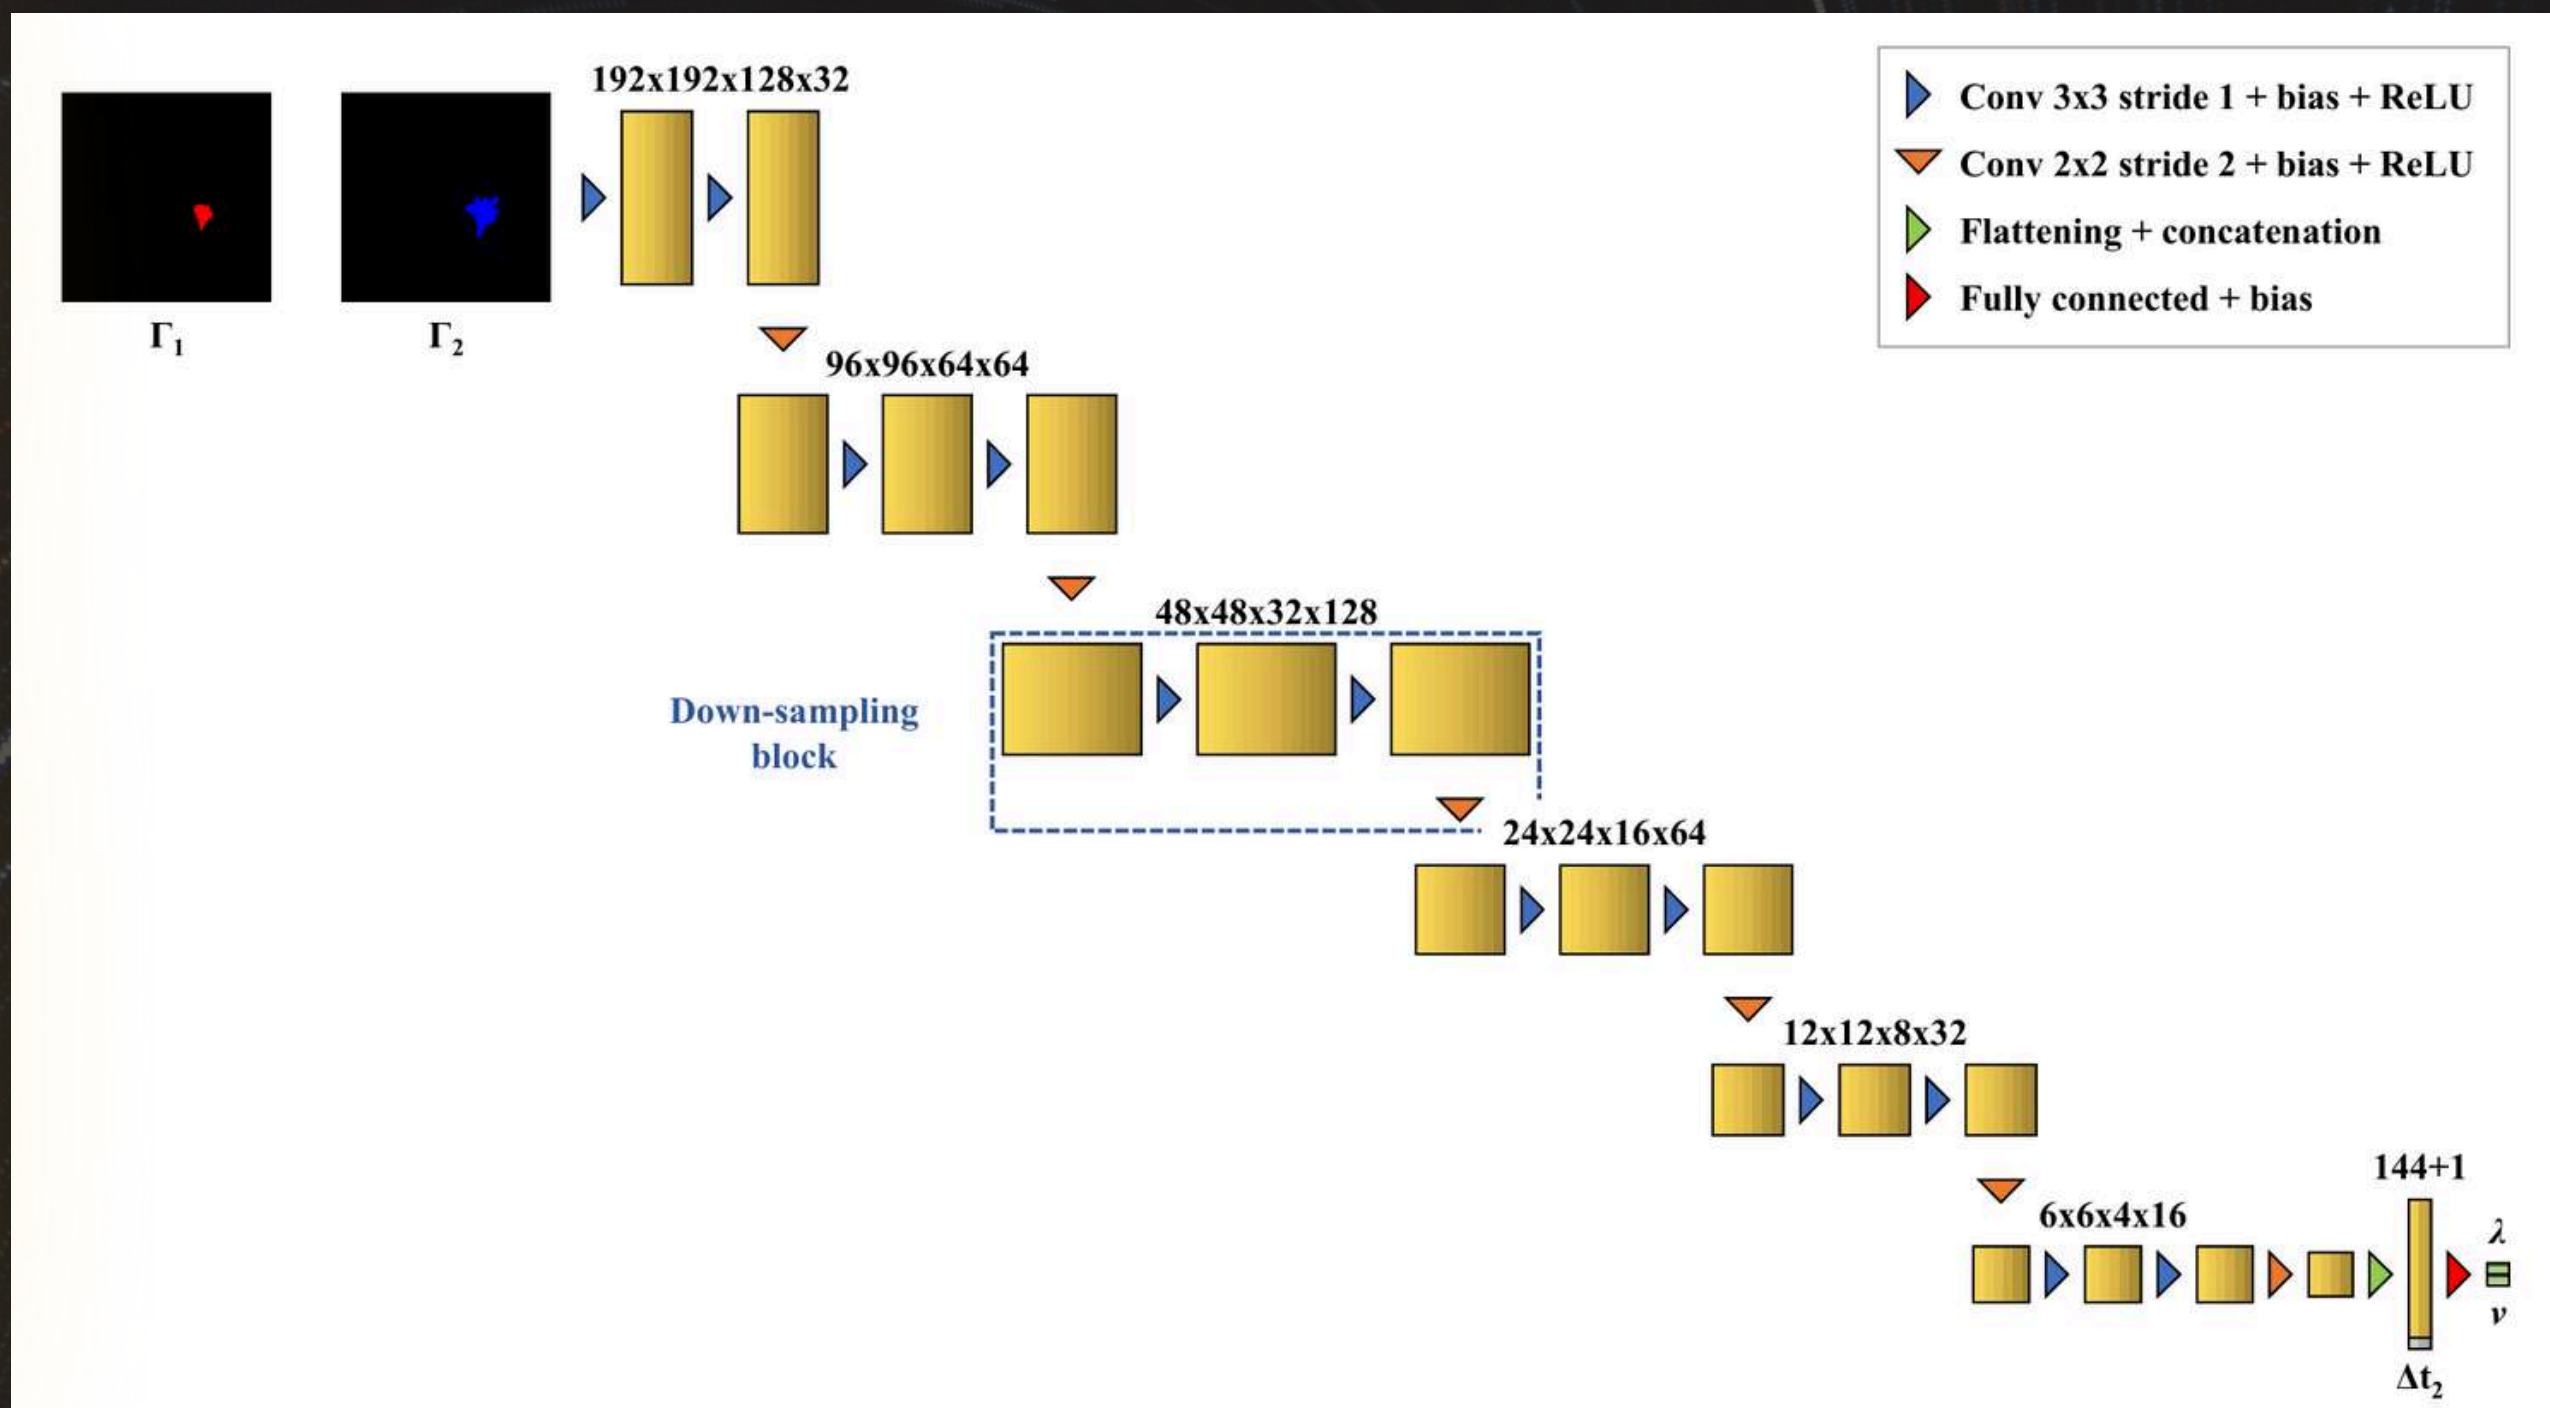 192x192x128x32
Γ₁
Γ₂
Conv 3x3 stride 1 + bias + ReLU
Conv 2x2 stride 2 + bias + ReLU
Flattening + concatenation
Fully connected + bias
96x96x64x64
48x48x32x128
Down-sampling
block
24x24x16x64
12x12x8x32
6x6x4x16
144+1
Δt₂
λ
ν